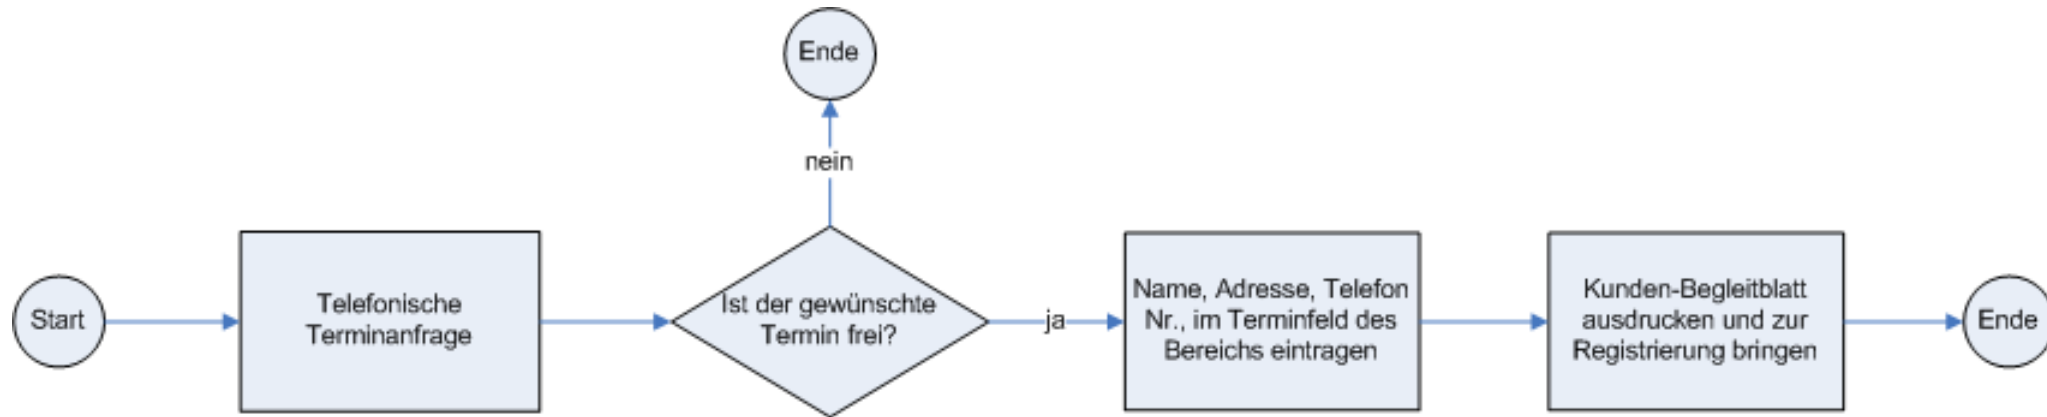 Ende
nein
Start
Telefonische
Terminanfrage
Ist der gewünschte
Termin frei?
ja
Name, Adresse, Telefon
Nr., im Terminfeld des
Bereichs eintragen
Kunden-Begleitblatt
ausdrucken und zur
Registrierung bringen
Ende